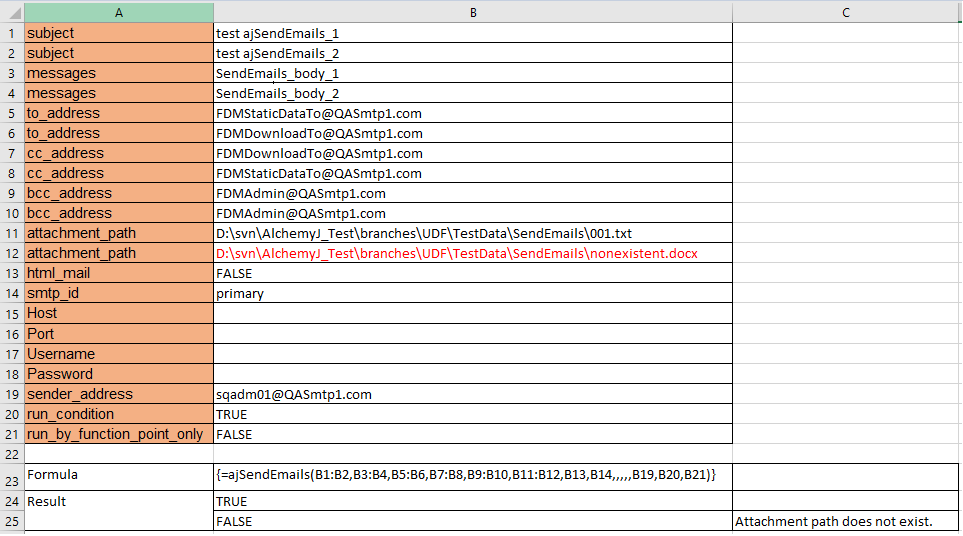 A B C
1 subject test ajSendEmails_1
2 subject test ajSendEmails_2
3 messages SendEmails_body_1
4 messages SendEmails_body_2
5 to_address FDMStaticDataTo@QASmtp1.com
6 to_address FDMDownloadTo@QASmtp1.com
7 cc_address FDMDownloadTo@QASmtp1.com
8 cc_address FDMStaticDataTo@QASmtp1.com
9 bcc_address FDMAdmin@QASmtp1.com
10 bcc_address FDMAdmin@QASmtp1.com
11 attachment_path D:\svn\AlchemyJ_Test\branches\UDF\TestData\SendEmails\001.txt
12 attachment_path D:\svn\AlchemyJ_Test\branches\UDF\TestData\SendEmails\nonexistent.docx
13 html_mail FALSE
14 smtp_id primary
15 Host
16 Port
17 Username
18 Password
19 sender_address sqadm01@QASmtp1.com
20 run_condition TRUE
21 run_by_function_point_only FALSE
22
23 Formula {=ajSendEmails(B1:B2,B3:B4,B5:B6,B7:B8,B9:B10,B11:B12,B13,B14,,,,,B19,B20,B21)}
24 Result TRUE
25 FALSE Attachment path does not exist.